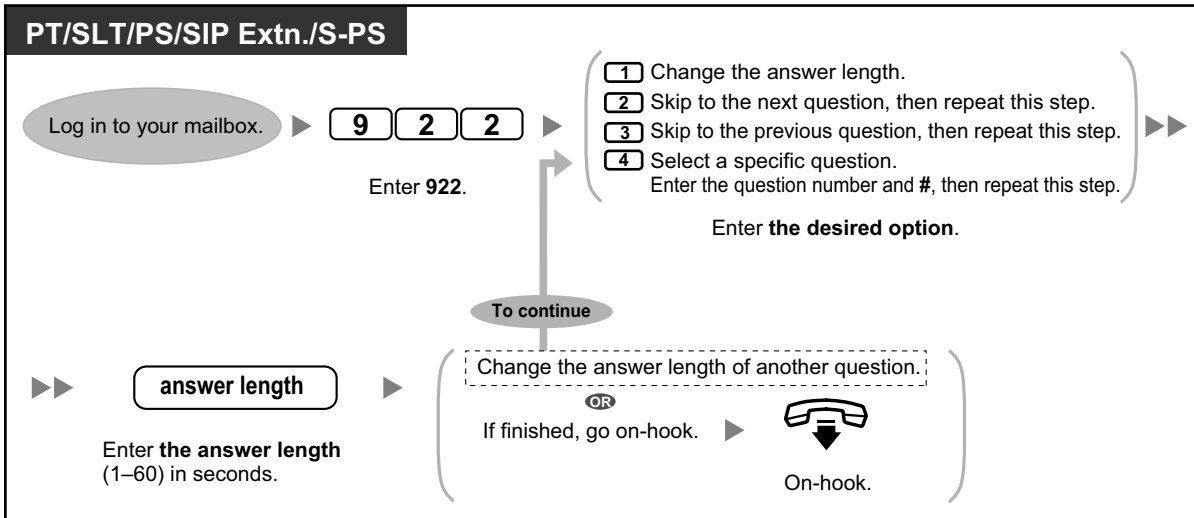 PT/SLT/PS/SIP Extn./S-PS
Log in to your mailbox.
9 2 2
Enter 922.
1 Change the answer length.
2 Skip to the next question, then repeat this step.
3 Skip to the previous question, then repeat this step.
4 Select a specific question.
Enter the question number and #, then repeat this step.
Enter the desired option.
To continue
answer length
Enter the answer length
(1–60) in seconds.
Change the answer length of another question.
OR
If finished, go on-hook.
On-hook.